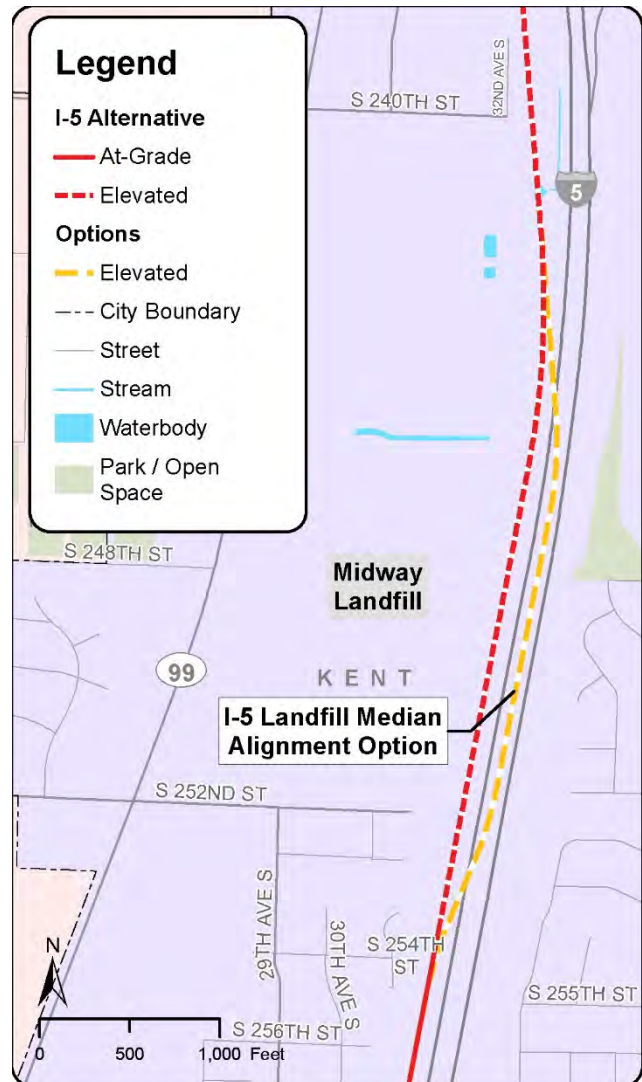 Legend
I-5 Alternative
At-Grade
Elevated
Options
Elevated
City Boundary
Street
Stream
Waterbody
Park / Open
Space
S 240TH ST
32ND AVE S
5
S 248TH ST
Midway
Landfill
99
KENT
I-5 Landfill Median
Alignment Option
S 252ND ST
29TH AVE S
30TH AVE S
S 254TH
ST
S 255TH ST
S 256TH ST
N
0 500 1,000 Feet